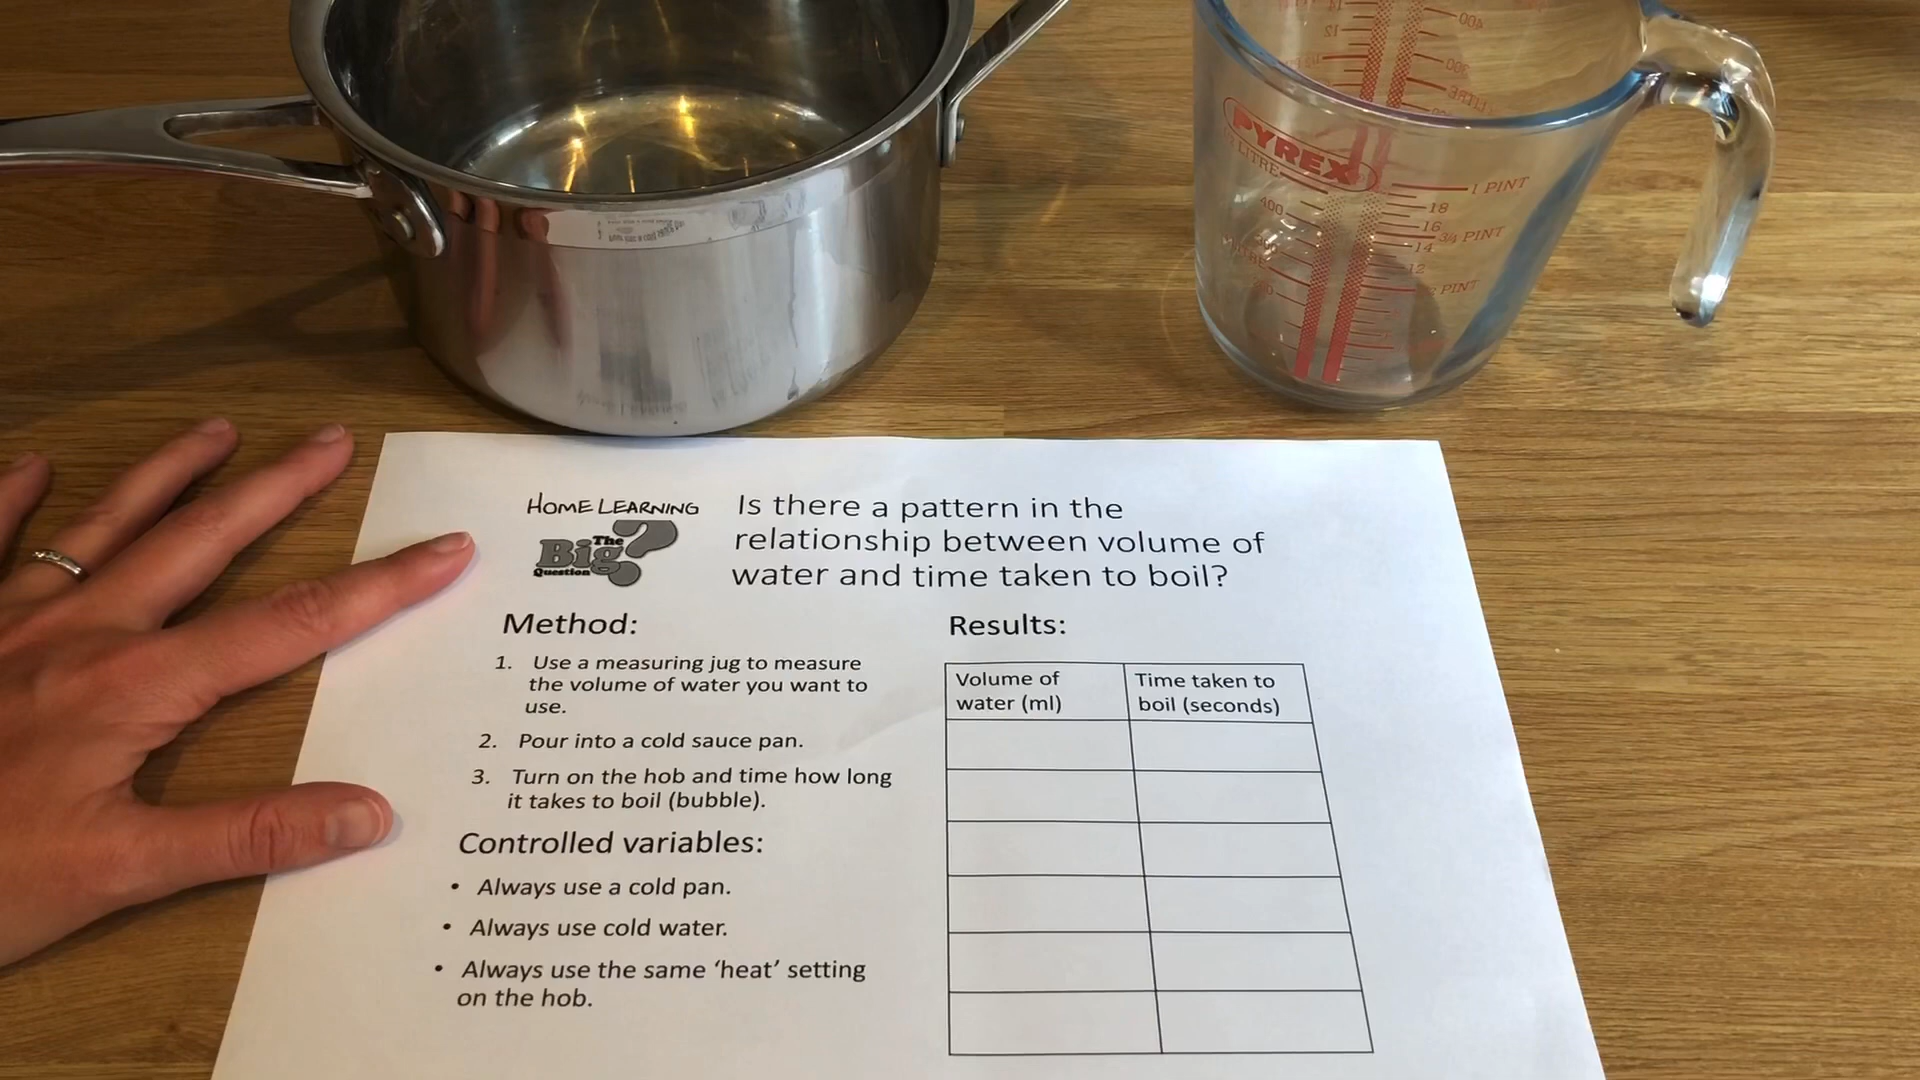 PYREX
½ LITRE
400
1 PINT
18
16
3/4 PINT
14
12
PINT
HOME LEARNING
The
Big
Question
?
Is there a pattern in the
relationship between volume of
water and time taken to boil?
Method:
1. Use a measuring jug to measure
the volume of water you want to
use.
2. Pour into a cold sauce pan.
3. Turn on the hob and time how long
it takes to boil (bubble).
Controlled variables:
• Always use a cold pan.
• Always use cold water.
• Always use the same ‘heat’ setting
on the hob.
Results:
Volume of
water (ml)
Time taken to
boil (seconds)